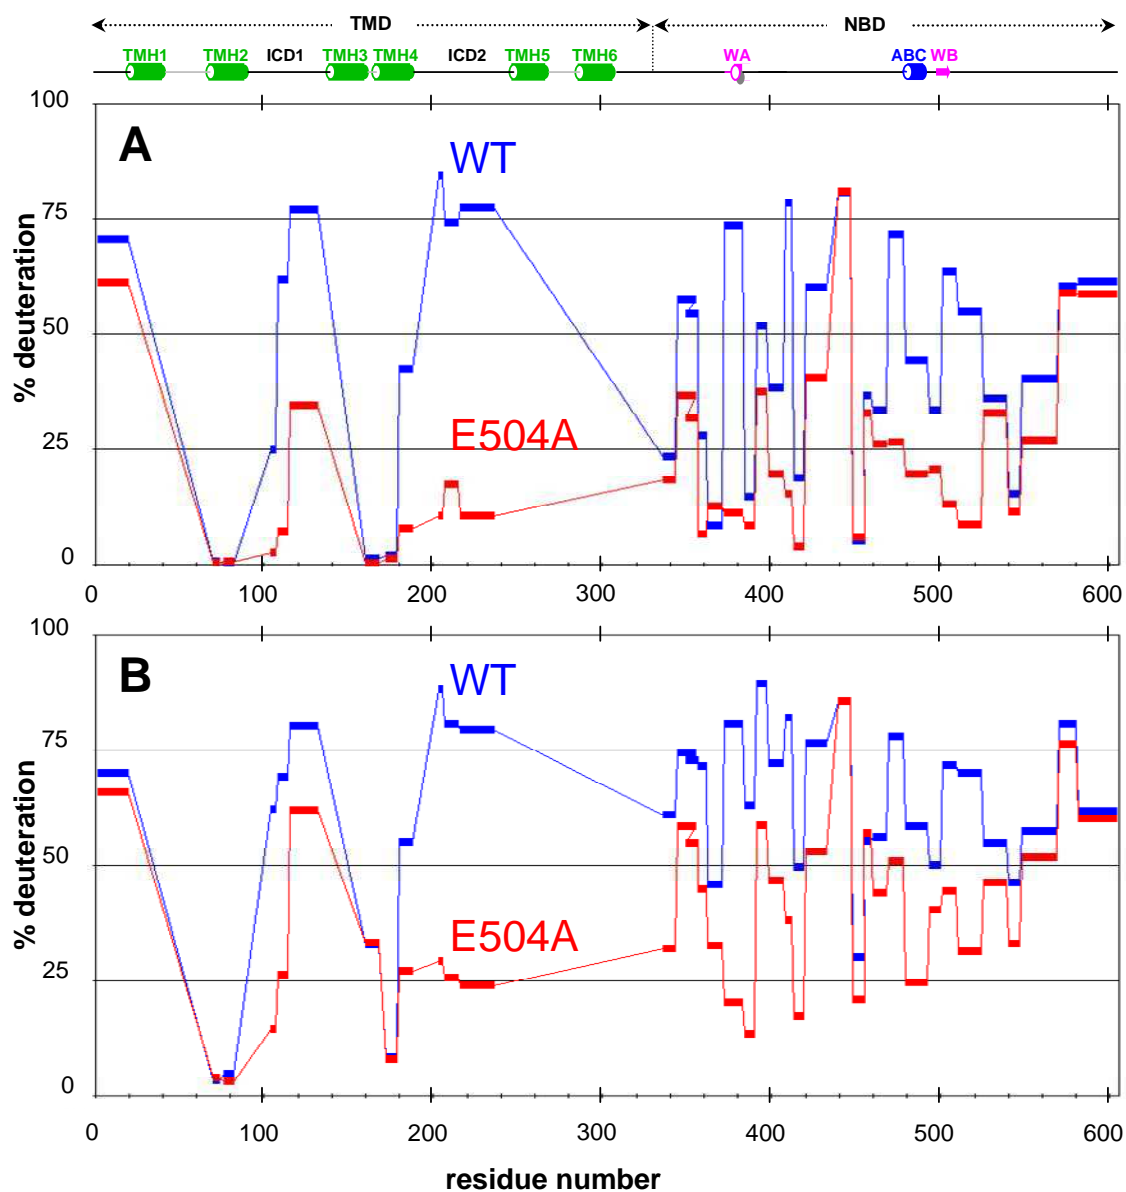 TMD NBD
TMH1 TMH2 ICD1 TMH3 TMH4 ICD2 TMH5 TMH6 WA ABC WB
100
A
WT
75
% deuteration
50
E504A
25
0
0 100 200 300 400 500 600
100
B
WT
75
% deuteration
50
E504A
25
0
0 100 200 300 400 500 600
residue number